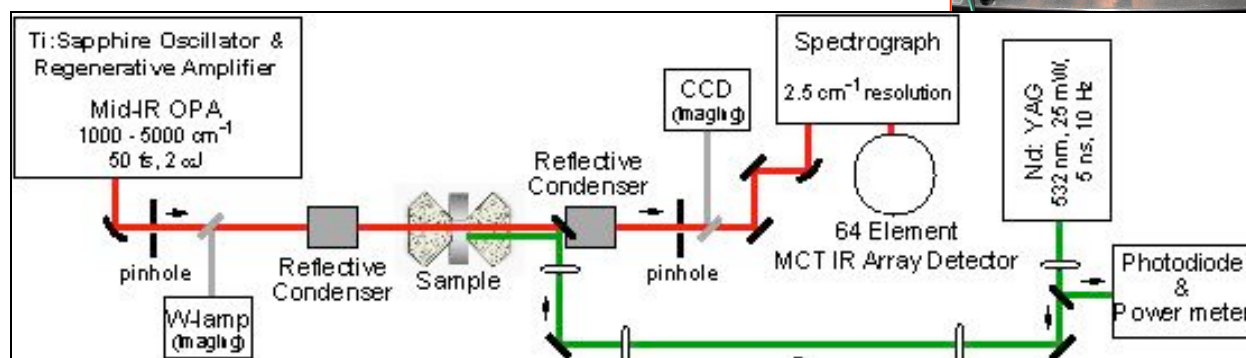 Ti:Sapphire Oscillator &
Regenerative Amplifier
Mid-IR OPA
1000 - 5000 cm⁻¹
50 fs, 2 αJ
pinhole
W-lamp
(imaging)
Reflective
Condenser
Sample
Reflective
Condenser
CCD
(imaging)
pinhole
Spectrograph
2.5 cm⁻¹ resolution
64 Element
MCT IR Array Detector
Nd: YAG
532 nm, 25 mW,
5 ns, 10 Hz
Photodiode
&
Power meter